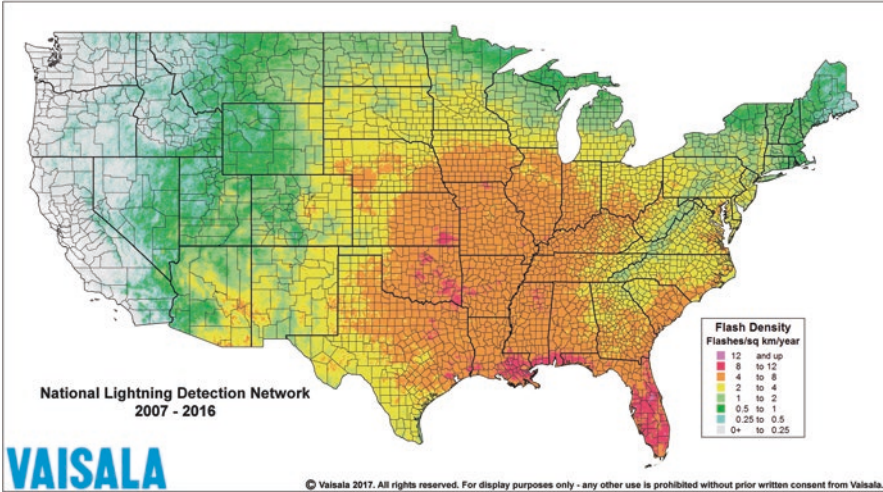 National Lightning Detection Network
2007 - 2016
Flash Density
Flashes/sq km/year
12 and up
8 to 12
4 to 8
2 to 4
1 to 2
0.5 to 1
0.25 to 0.5
0+ to 0.25
VAISALA
© Vaisala 2017. All rights reserved. For display purposes only - any other use is prohibited without prior written consent from Vaisala.